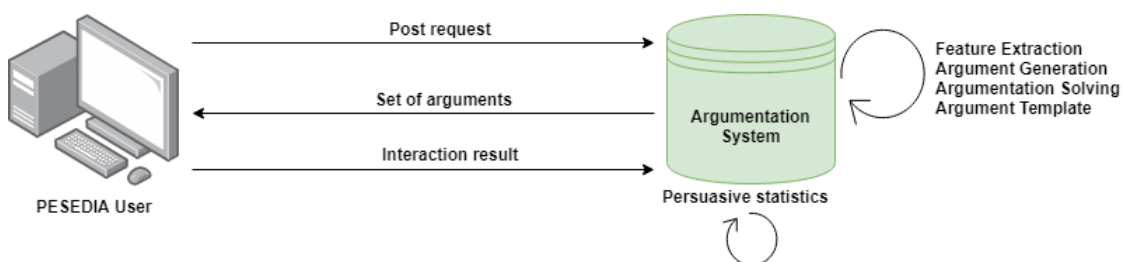 Post request
Set of arguments
Interaction result
PESEDIA User
Argumentation
System
Feature Extraction
Argument Generation
Argumentation Solving
Argument Template
Persuasive statistics